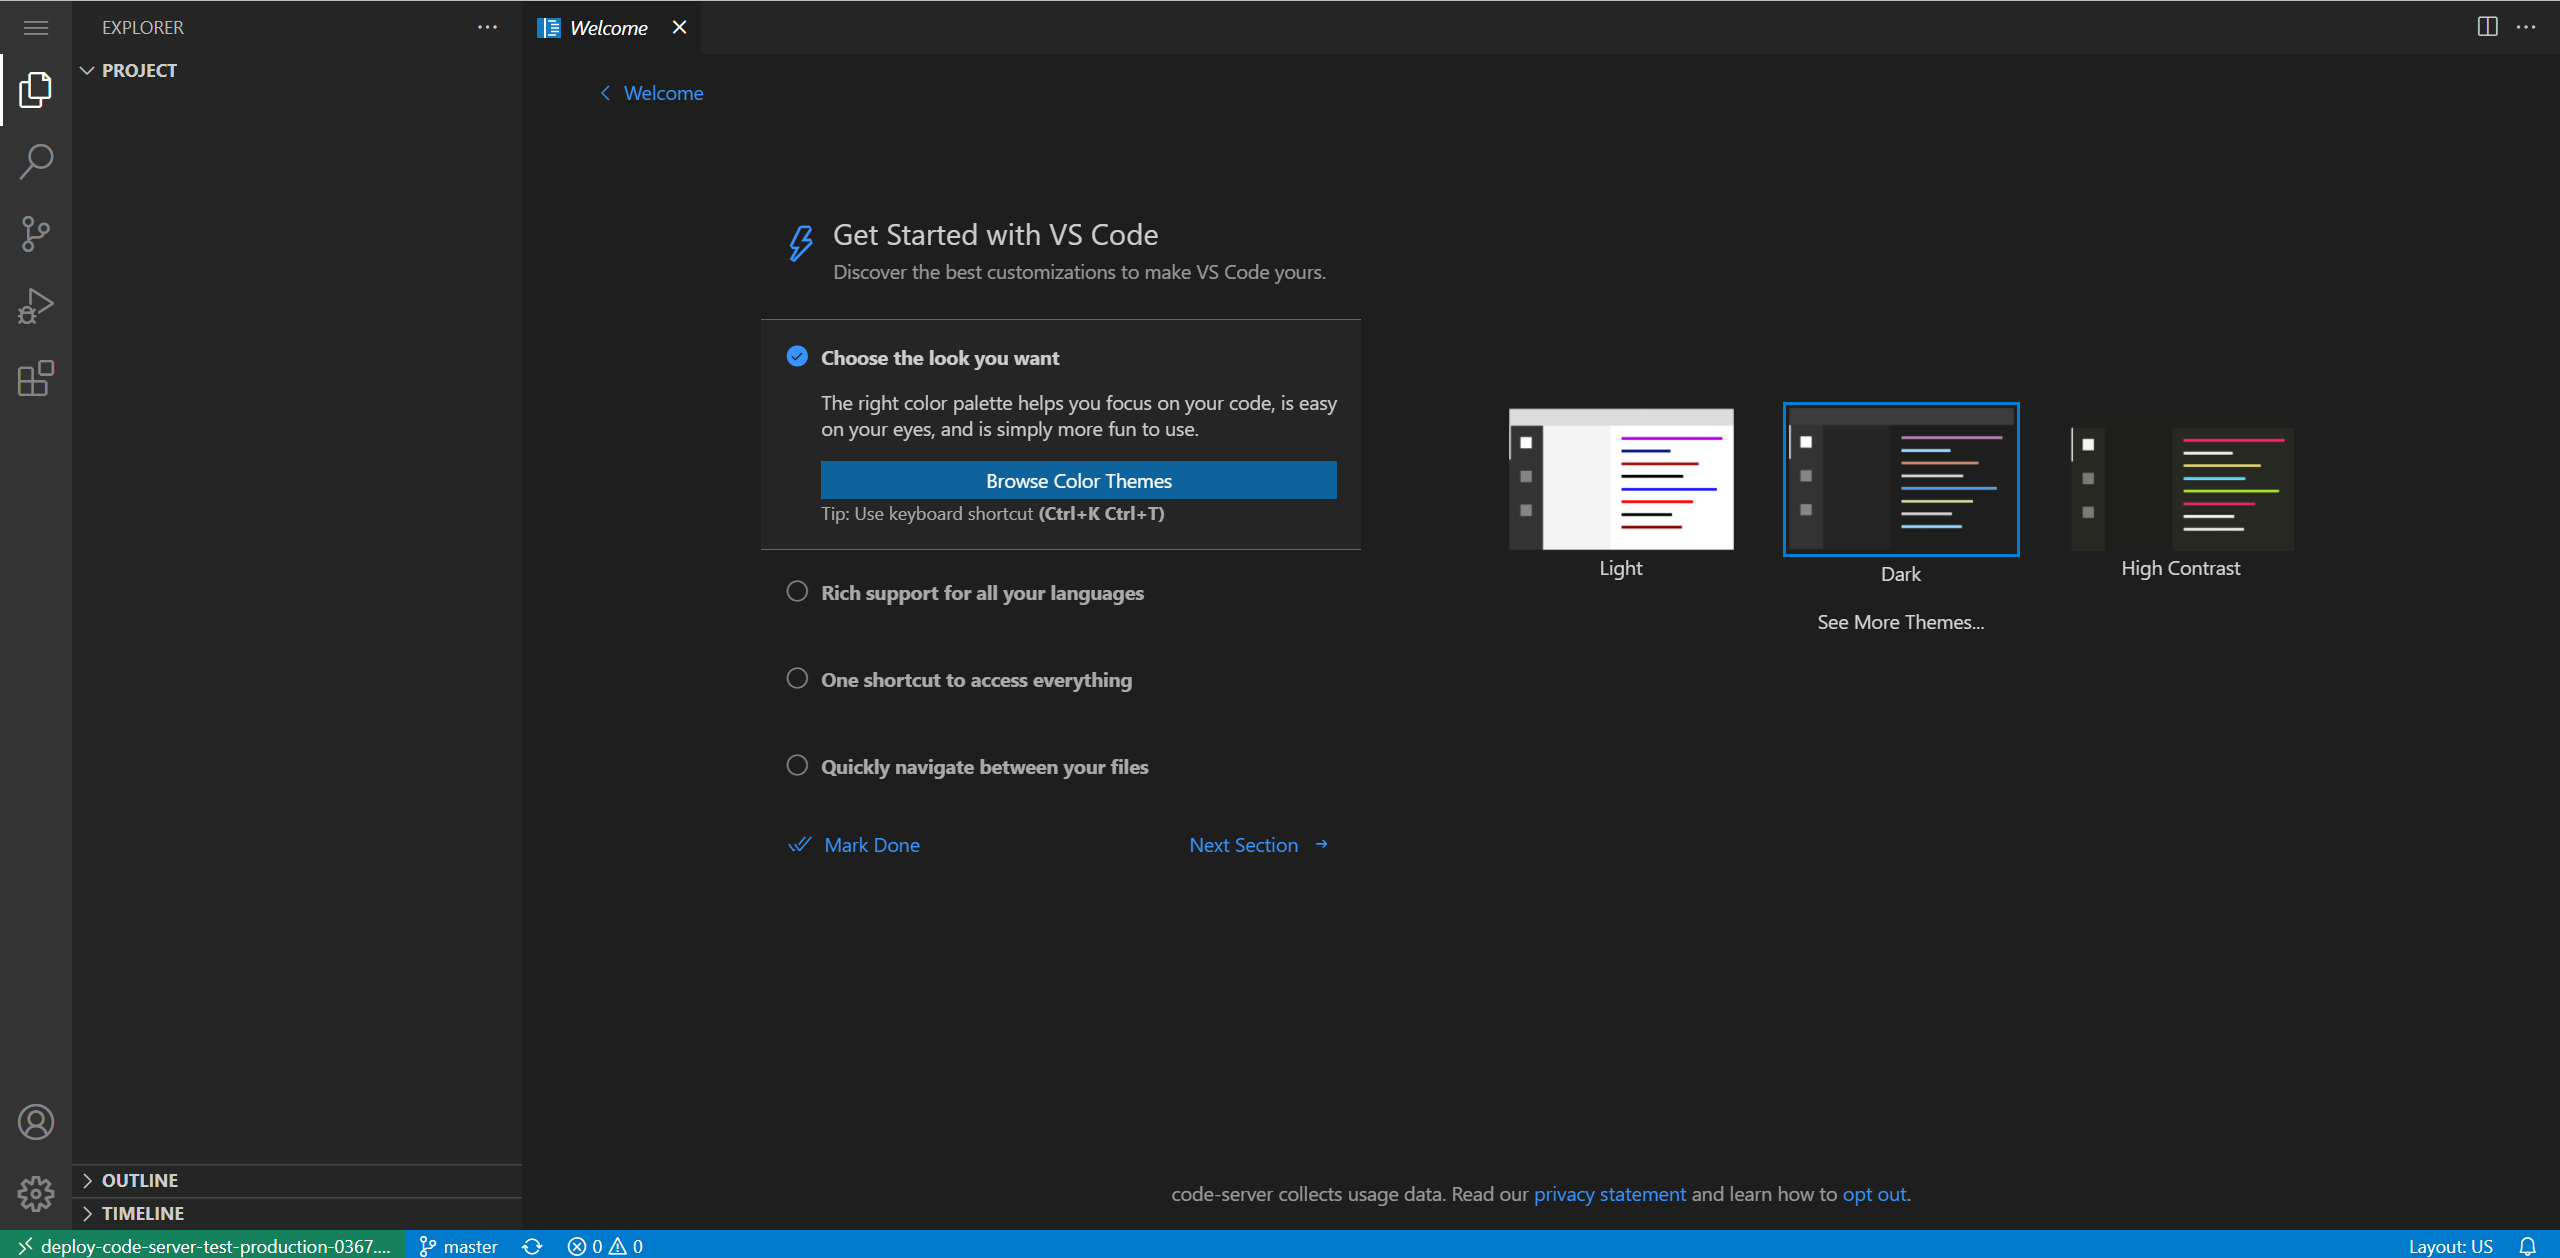 EXPLORER
PROJECT
OUTLINE
TIMELINE
Welcome
Welcome
Get Started with VS Code
Discover the best customizations to make VS Code yours.
Choose the look you want
The right color palette helps you focus on your code, is easy
on your eyes, and is simply more fun to use.
Browse Color Themes
Tip: Use keyboard shortcut (Ctrl+K Ctrl+T)
Rich support for all your languages
One shortcut to access everything
Quickly navigate between your files
Mark Done
Next Section
Light
Dark
High Contrast
See More Themes...
code-server collects usage data. Read our privacy statement and learn how to opt out.
deploy-code-server-test-production-0367.... master 0 0 Layout: US